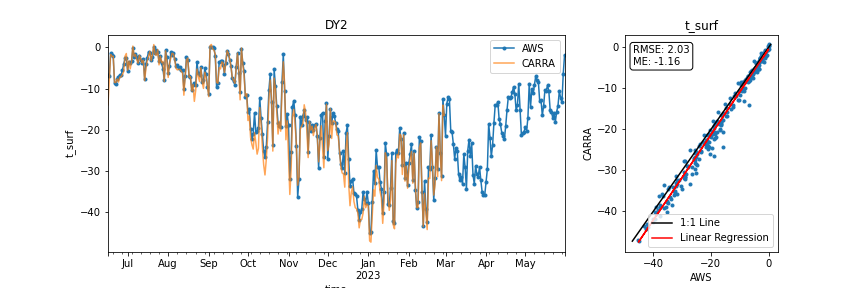 DY2
t_surf
0
−10
−20
−30
−40
t_surf
AWS
CARRA
Jul
Aug
Sep
Oct
Nov
Dec
Jan
2023
Feb
Mar
Apr
May
time
t_surf
RMSE: 2.03
ME: -1.16
0
−10
−20
−30
−40
CARRA
1:1 Line
Linear Regression
−40
−20
0
AWS